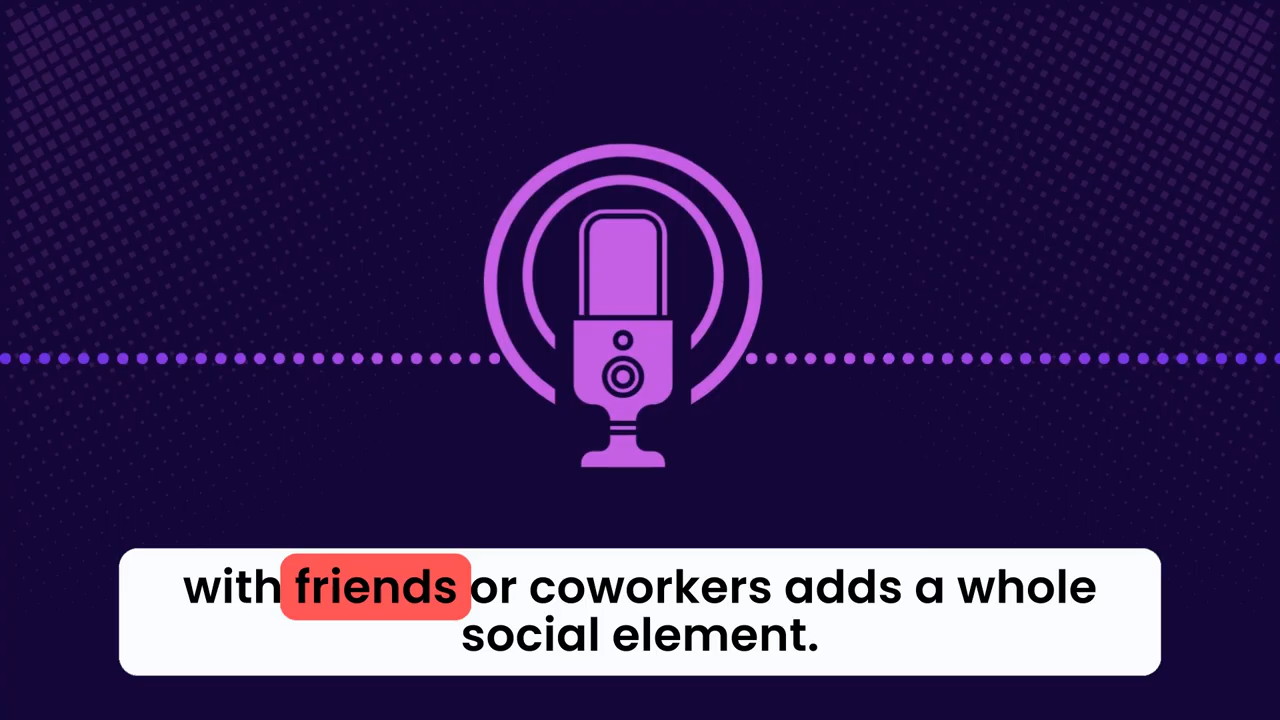 with friends or coworkers adds a whole
social element.